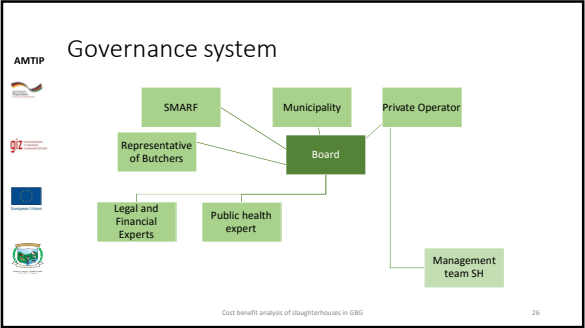 Governance system
AMTIP
SMARF
Municipality
Private Operator
Representative
of Butchers
Board
giz
European Union
Legal and
Financial
Experts
Public health
expert
Management
team SH
Cost benefit analysis of slaughterhouses in GBG
26